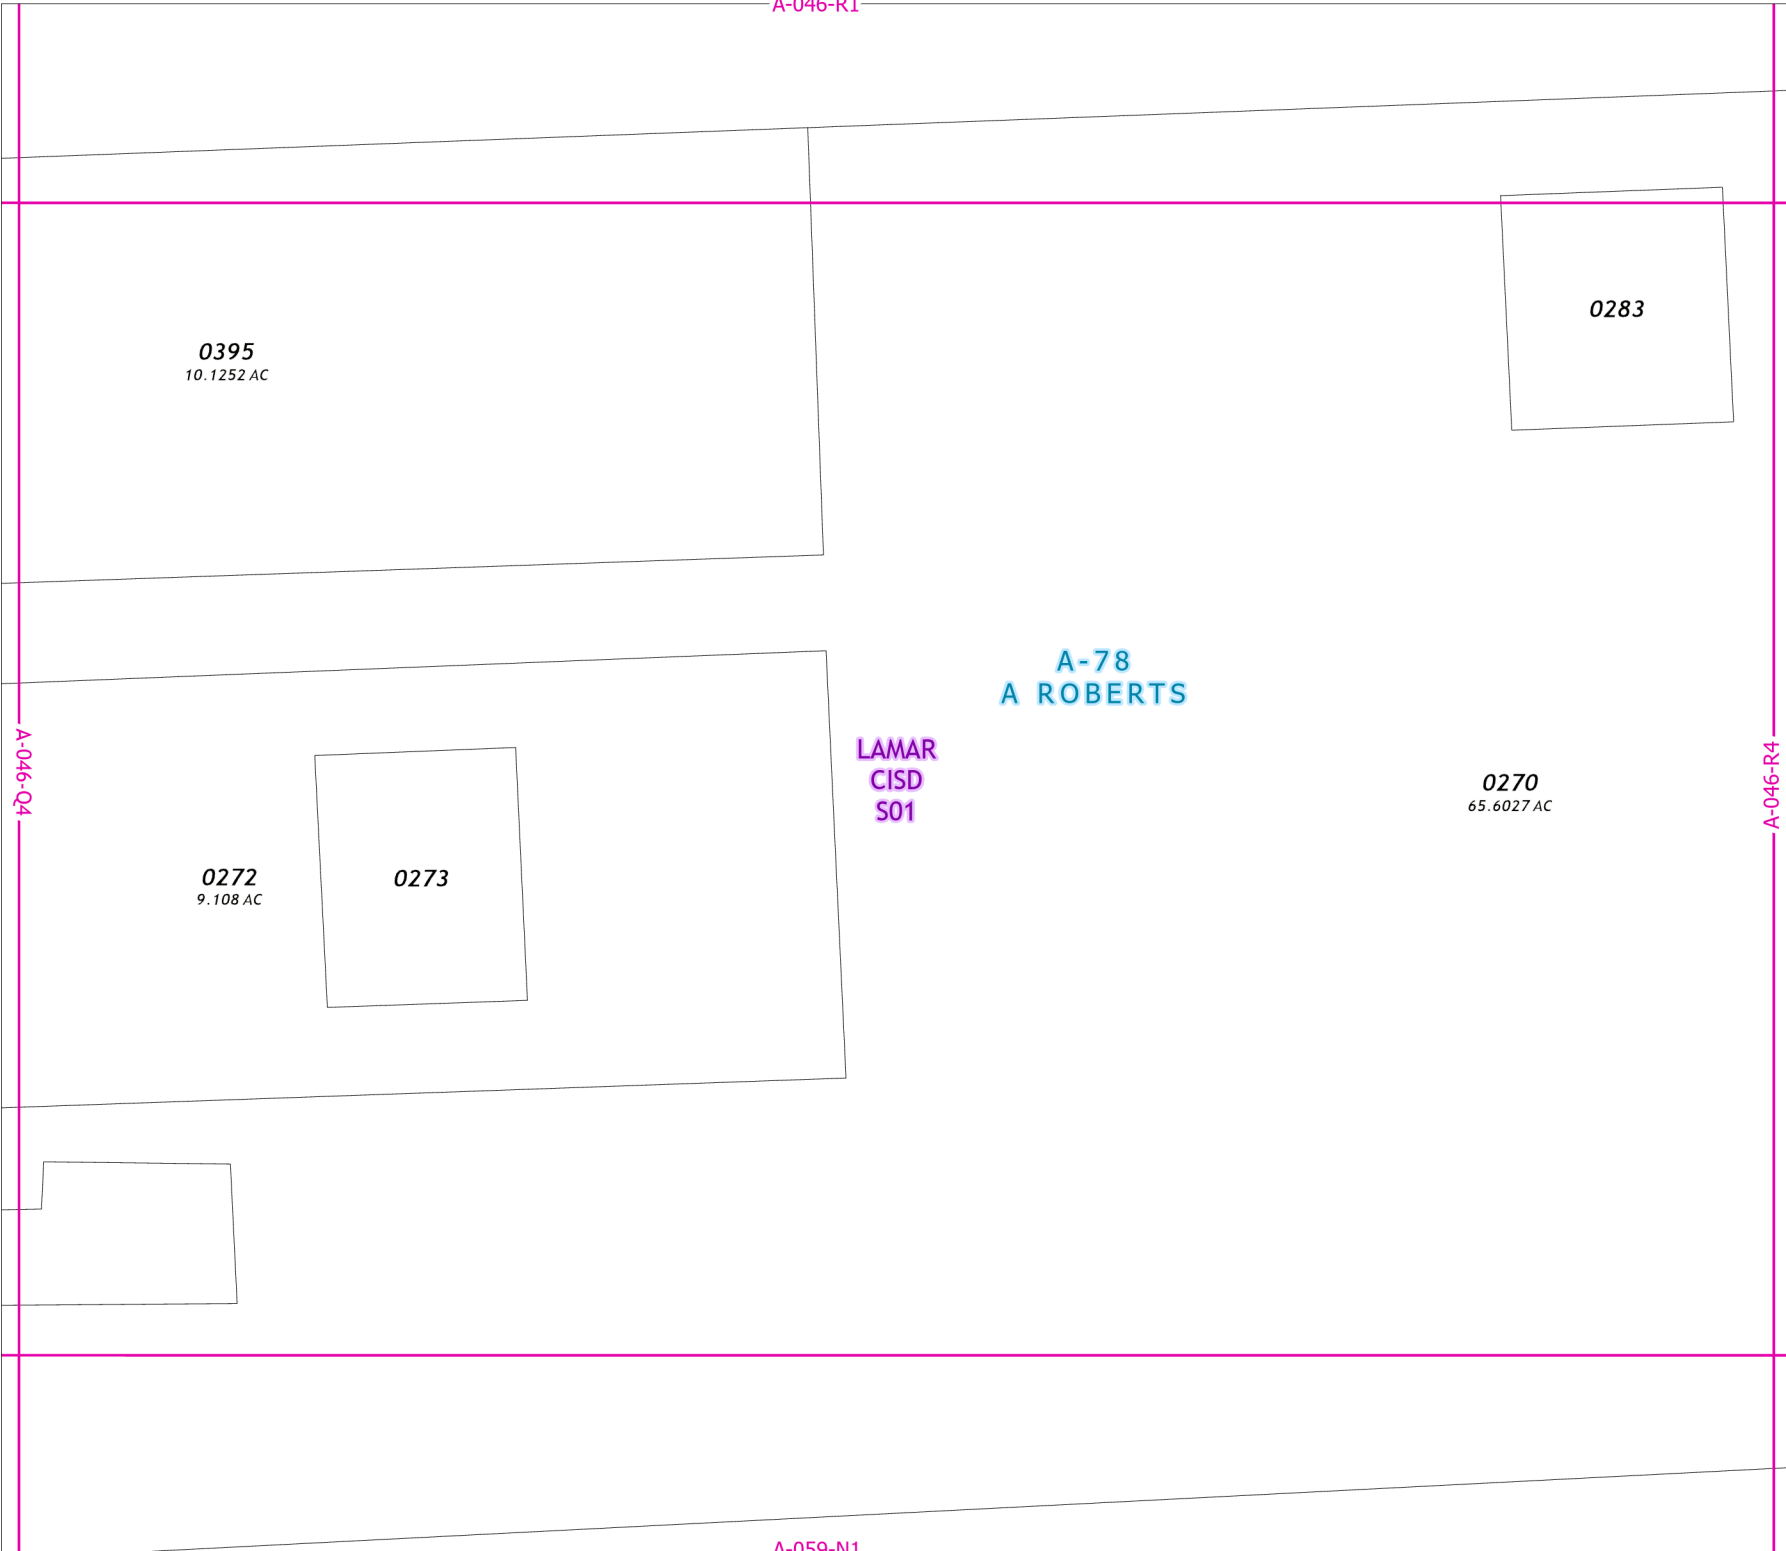 A-046-R1
0283
0395
10.1252 AC
A-78
A ROBERTS
LAMAR
CISD
S01
A-046-Q4
A-046-R4
0270
65.6027 AC
0272
9.108 AC
0273
A-059-N1